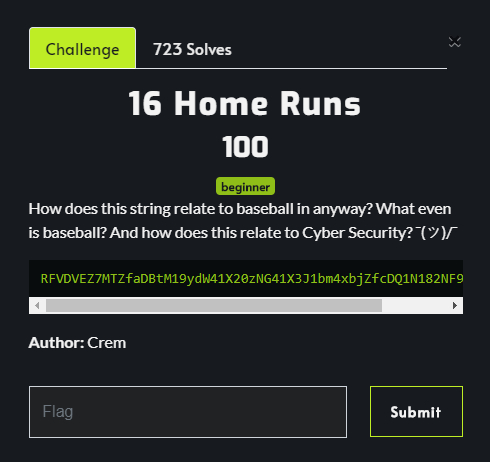 Challenge
723 Solves
16 Home Runs
100
beginner
How does this string relate to baseball in anyway? What even
is baseball? And how does this relate to Cyber Security? ¯(ツ)/¯
RFVDVEZ7MTZfaDBtM19ydW41X20zNG41X3J1bm4xbjZfcDQ1N182NF9
Author: Crem
Flag
Submit